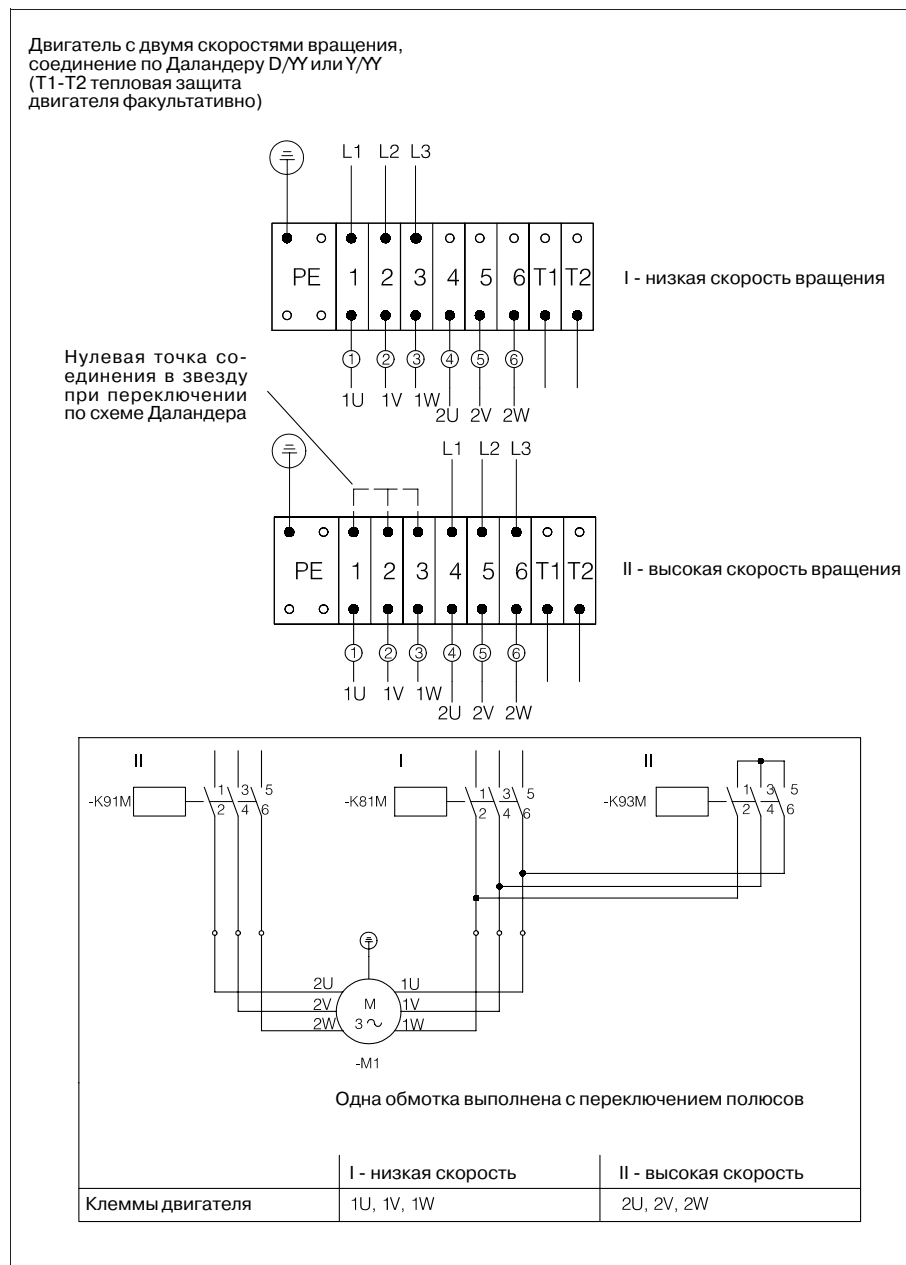 Двигатель с двумя скоростями вращения,
соединение по Даландеру D/YY или Y/YY
(T1-T2 тепловая защита
двигателя факультативно)
L1 L2 L3
PE 1 2 3 4 5 6 T1 T2
I - низкая скорость вращения
1 2 3 4 5 6
1U 1V 1W
2U 2V 2W
Нулевая точка со-
единения в звезду
при переключении
по схеме Даландера
L1 L2 L3
PE 1 2 3 4 5 6 T1 T2
II - высокая скорость вращения
1 2 3 4 5 6
1U 1V 1W
2U 2V 2W
II I II
-K91M 1 3 5
2 4 6
-K81M 1 3 5
2 4 6
-K93M 1 3 5
2 4 6
2U 1U
2V M 1V
2W 3 ~ 1W
-M1
Одна обмотка выполнена с переключением полюсов
I - низкая скорость II - высокая скорость
Клеммы двигателя 1U, 1V, 1W 2U, 2V, 2W